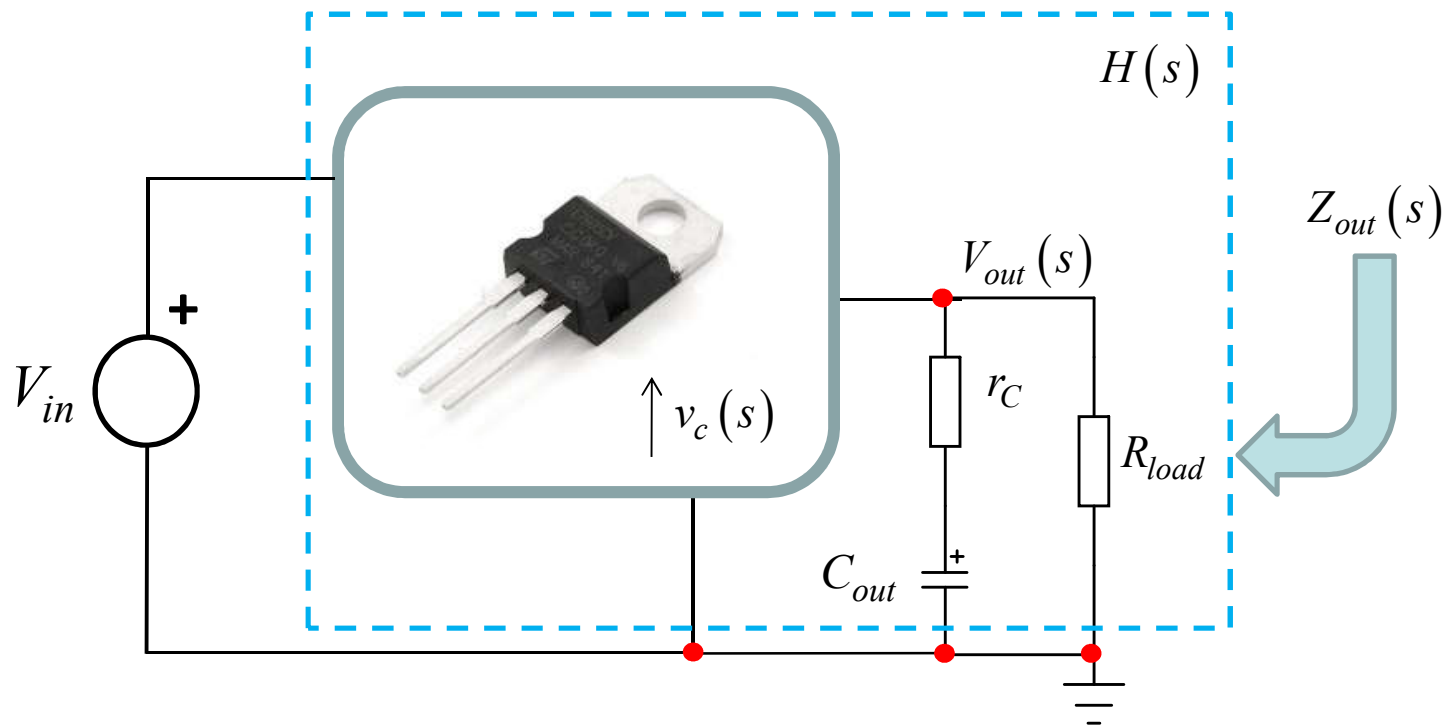 H(s)
Z_out(s)
V_out(s)
+
V_in
r_C
v_c(s)
R_load
+
C_out